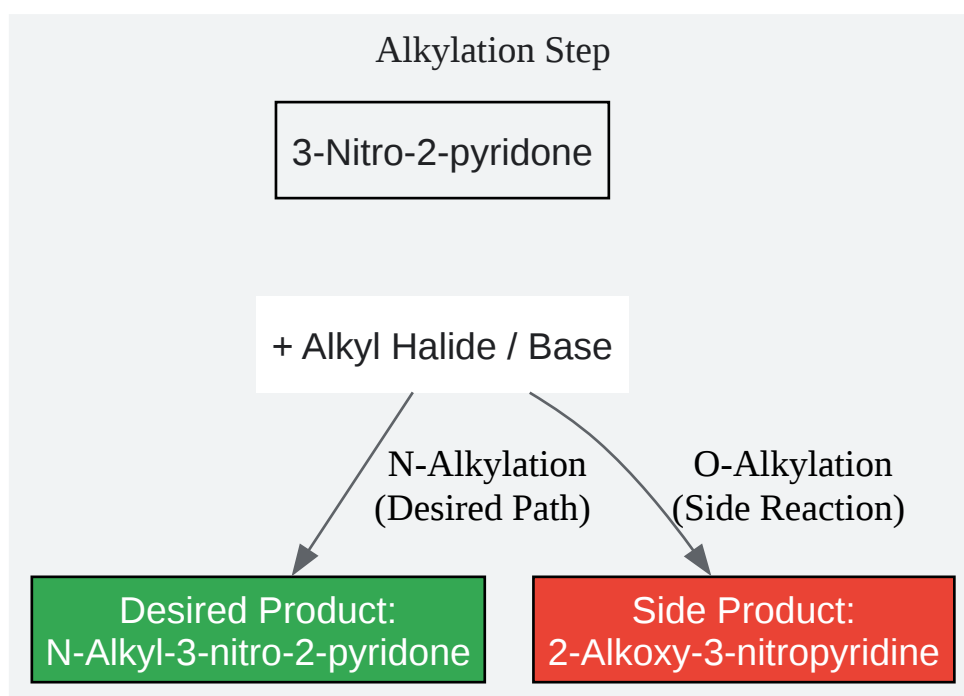 Alkylation Step
3-Nitro-2-pyridone
+ Alkyl Halide / Base
N-Alkylation
(Desired Path)
O-Alkylation
(Side Reaction)
Desired Product:
N-Alkyl-3-nitro-2-pyridone
Side Product:
2-Alkoxy-3-nitropyridine